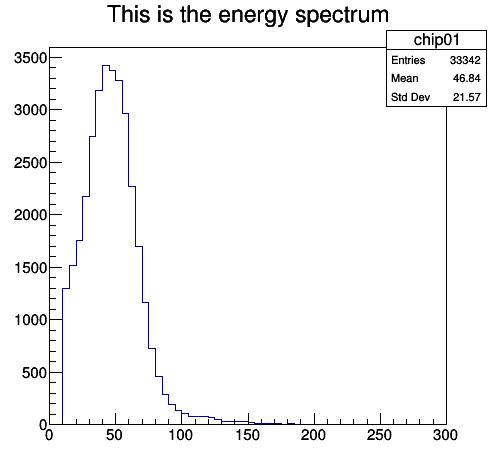 This is the energy spectrum
chip01
Entries 33342
Mean 46.84
Std Dev 21.57
3500
3000
2500
2000
1500
1000
500
0
0 50 100 150 200 250 300